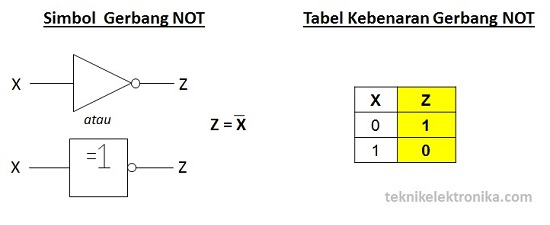 Simbol Gerbang NOT
X Z
atau
=1
X Z
Z = X̅
Tabel Kebenaran Gerbang NOT
X Z
0 1
1 0
teknikelektronika.com